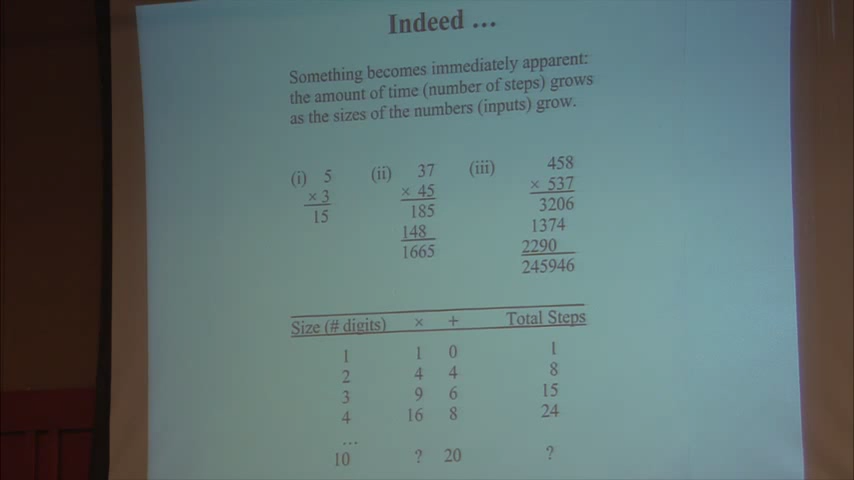 Indeed ...
Something becomes immediately apparent:
the amount of time (number of steps) grows
as the sizes of the numbers (inputs) grow.
(i) 5 (ii) 37 (iii) 458
× 3 × 45 × 537
15 185 3206
148 1374
1665 2290
245946
Size (# digits) × + Total Steps
1 1 0 1
2 4 4 8
3 9 6 15
4 16 8 24
...
10 ? 20 ?